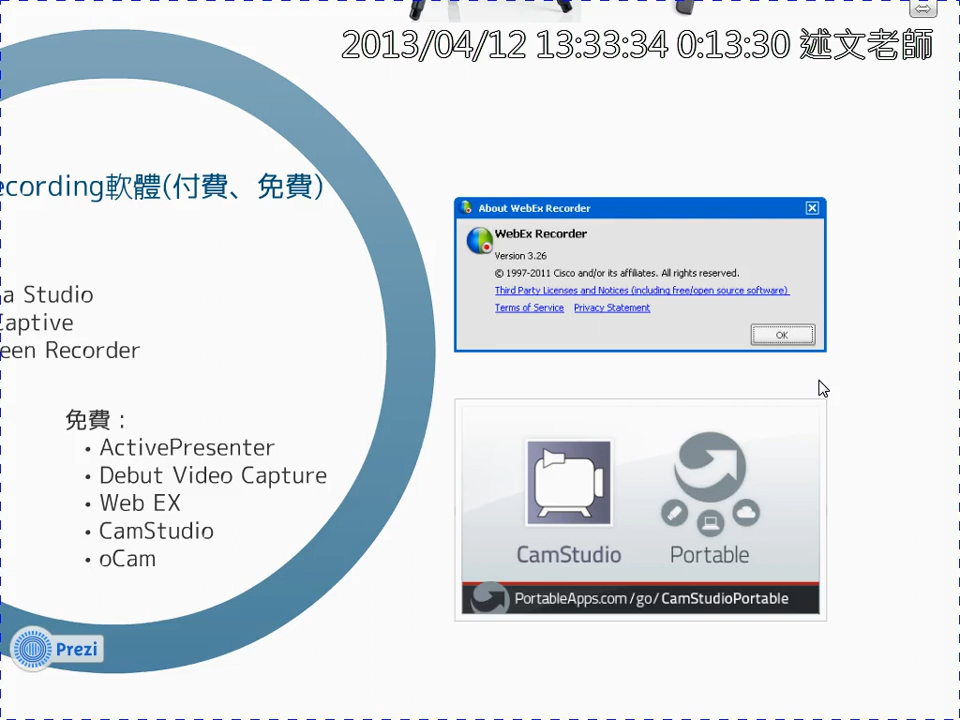 2013/04/12 13:33:34 0:13:30 述文老師
ecording軟體(付費、免費)
a Studio
Captive
een Recorder
免費：
• ActivePresenter
• Debut Video Capture
• Web EX
• CamStudio
• oCam
Prezi
About WebEx Recorder
WebEx Recorder
Version 3.26
© 1997-2011 Cisco and/or its affiliates. All rights reserved.
Third Party Licenses and Notices (including free/open source software)
Terms of Service Privacy Statement
OK
CamStudio Portable
PortableApps.com/go/CamStudioPortable